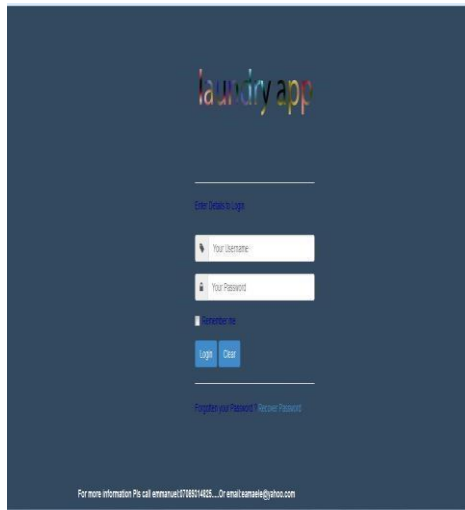 laundry app
Enter Details to Login
Your Username
Your Password
Remember me
Login Clear
Forgotten your Password ? Recover Password
For more information Pls call emmanuel:07086014925.....Or email:eamaele@yahoo.com